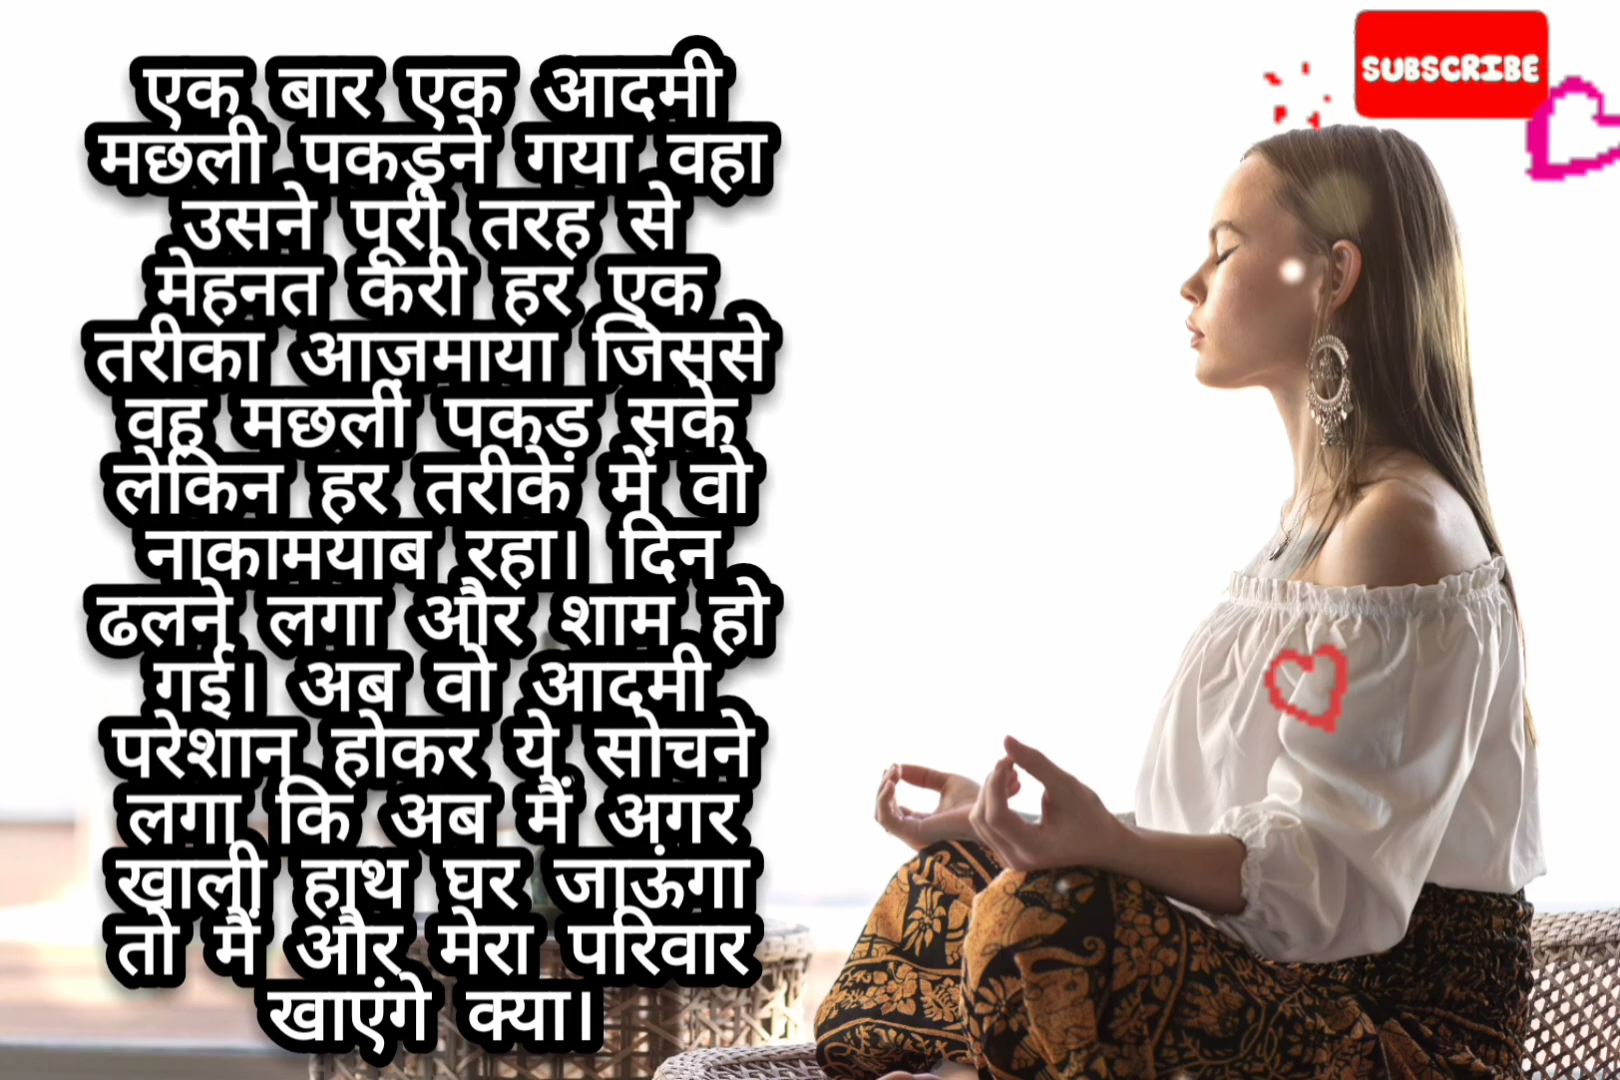 एक बार एक आदमी
मछली पकड़ने गया वहा
उसने पूरी तरह से
मेहनत करी हर एक
तरीका आज़माया जिससे
वह मछली पकड़ सके
लेकिन हर तरीके में वो
नाकामयाब रहा। दिन
ढलने लगा और शाम हो
गई। अब वो आदमी
परेशान होकर ये सोचने
लगा कि अब मैं अगर
खाली हाथ घर जाऊंगा
तो मैं और मेरा परिवार
खाएंगे क्या।
SUBSCRIBE